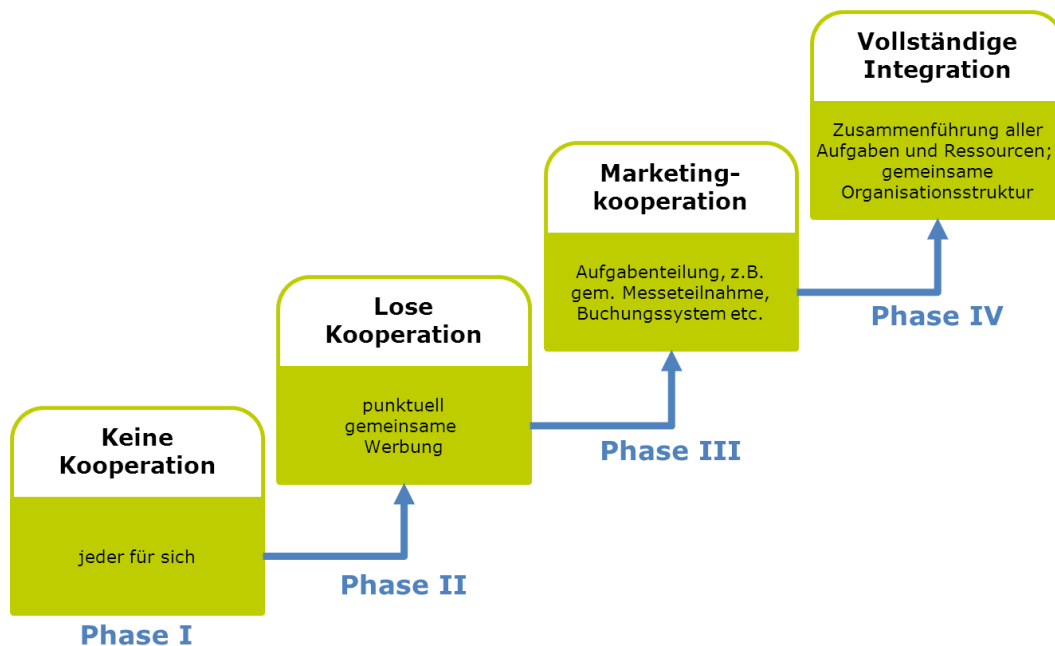 Keine
Kooperation
jeder für sich
Phase I
Lose
Kooperation
punktuell
gemeinsame
Werbung
Phase II
Marketing-
kooperation
Aufgabenteilung, z.B.
gem. Messeteilnahme,
Buchungssystem etc.
Phase III
Vollständige
Integration
Zusammenführung aller
Aufgaben und Ressourcen;
gemeinsame
Organisationsstruktur
Phase IV